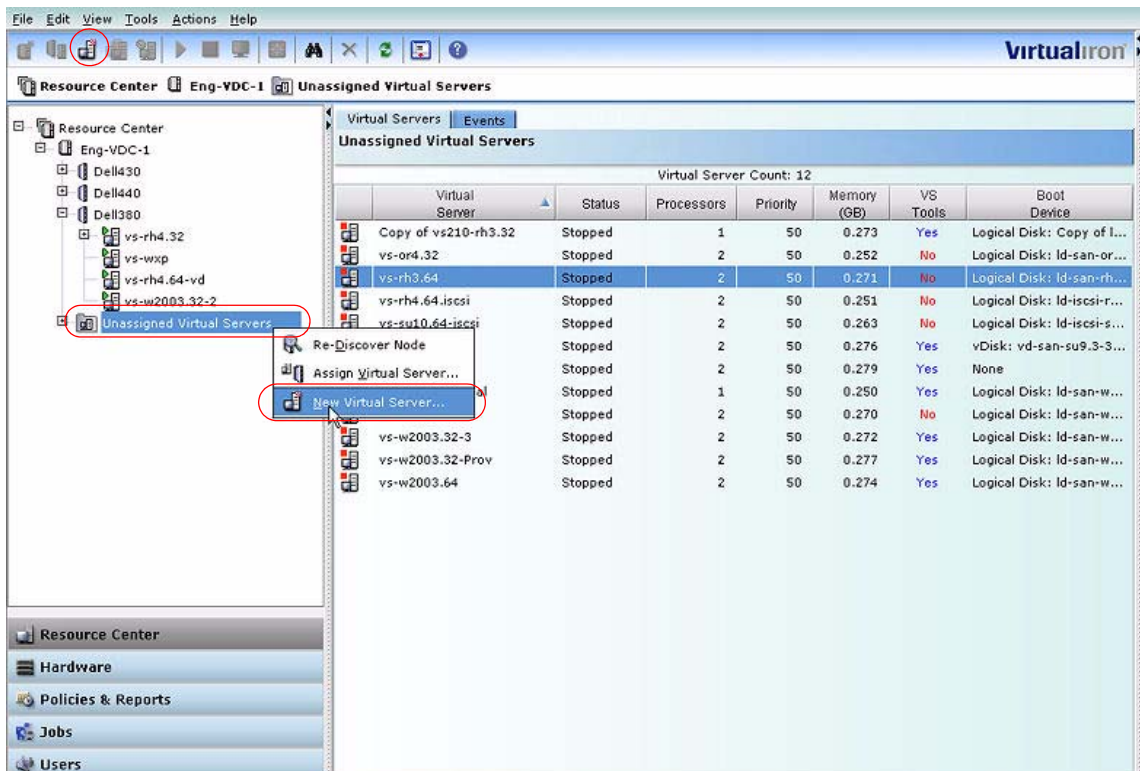 File Edit View Tools Actions Help
Virtualiron
Resource Center Eng-VDC-1 Unassigned Virtual Servers
Resource Center
Eng-VDC-1
Dell430
Dell440
Dell380
vs-rh4.32
vs-wxp
vs-rh4.64-vd
vs-w2003.32-2
Unassigned Virtual Servers
Re-Discover Node
Assign Virtual Server...
New Virtual Server...
Resource Center
Hardware
Policies & Reports
Jobs
Users
Virtual Servers Events
Unassigned Virtual Servers
Virtual Server Count: 12
Virtual Server Status Processors Priority Memory (GB) VS Tools Boot Device
Copy of vs210-rh3.32 Stopped 1 50 0.273 Yes Logical Disk: Copy of l...
vs-or4.32 Stopped 2 50 0.252 No Logical Disk: ld-san-or...
vs-rh3.64 Stopped 2 50 0.271 No Logical Disk: ld-san-rh...
vs-rh4.64.iscsi Stopped 2 50 0.251 No Logical Disk: ld-iscsi-r...
vs-su10.64-iscsi Stopped 2 50 0.263 No Logical Disk: ld-iscsi-s...
Stopped 2 50 0.276 Yes vDisk: vd-san-su9.3-3...
Stopped 2 50 0.279 Yes None
al Stopped 1 50 0.250 Yes Logical Disk: ld-san-w...
Stopped 2 50 0.270 No Logical Disk: ld-san-w...
vs-w2003.32-3 Stopped 2 50 0.272 Yes Logical Disk: ld-san-w...
vs-w2003.32-Prov Stopped 2 50 0.277 Yes Logical Disk: ld-san-w...
vs-w2003.64 Stopped 2 50 0.274 Yes Logical Disk: ld-san-w...